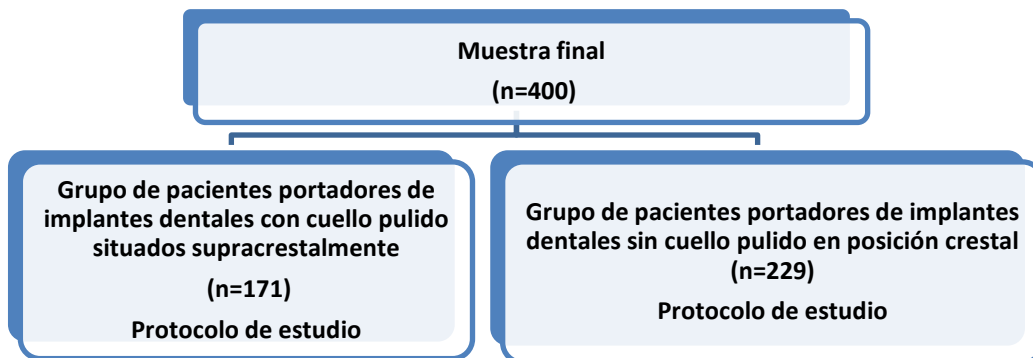 Muestra final
(n=400)
Grupo de pacientes portadores de
implantes dentales con cuello pulido
situados supracrestalmente
(n=171)
Protocolo de estudio
Grupo de pacientes portadores de implantes
dentales sin cuello pulido en posición crestal
(n=229)
Protocolo de estudio